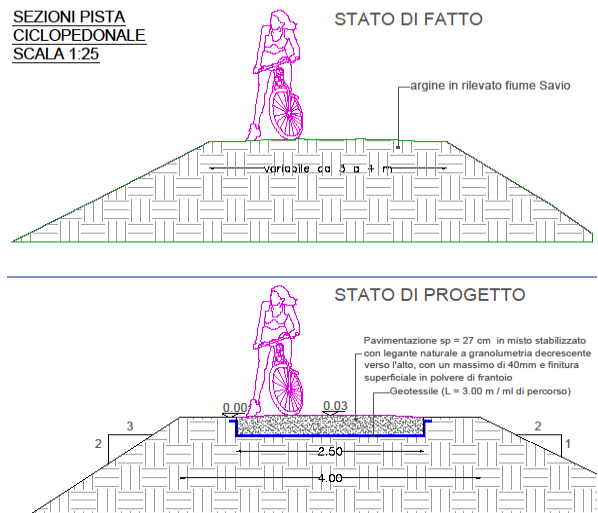 SEZIONI PISTA
CICLOPEDONALE
SCALA 1:25
STATO DI FATTO
argine in rilevato fiume Savio
variabile da 3 a 4 m
STATO DI PROGETTO
Pavimentazione sp = 27 cm in misto stabilizzato
con legante naturale a granolumetria decrescente
verso l'alto, con un massimo di 40mm e finitura
superficiale in polvere di frantoio
Geotessile (L = 3.00 m / ml di percorso)
0.00
0.03
3
2
2
1
2.50
4.00